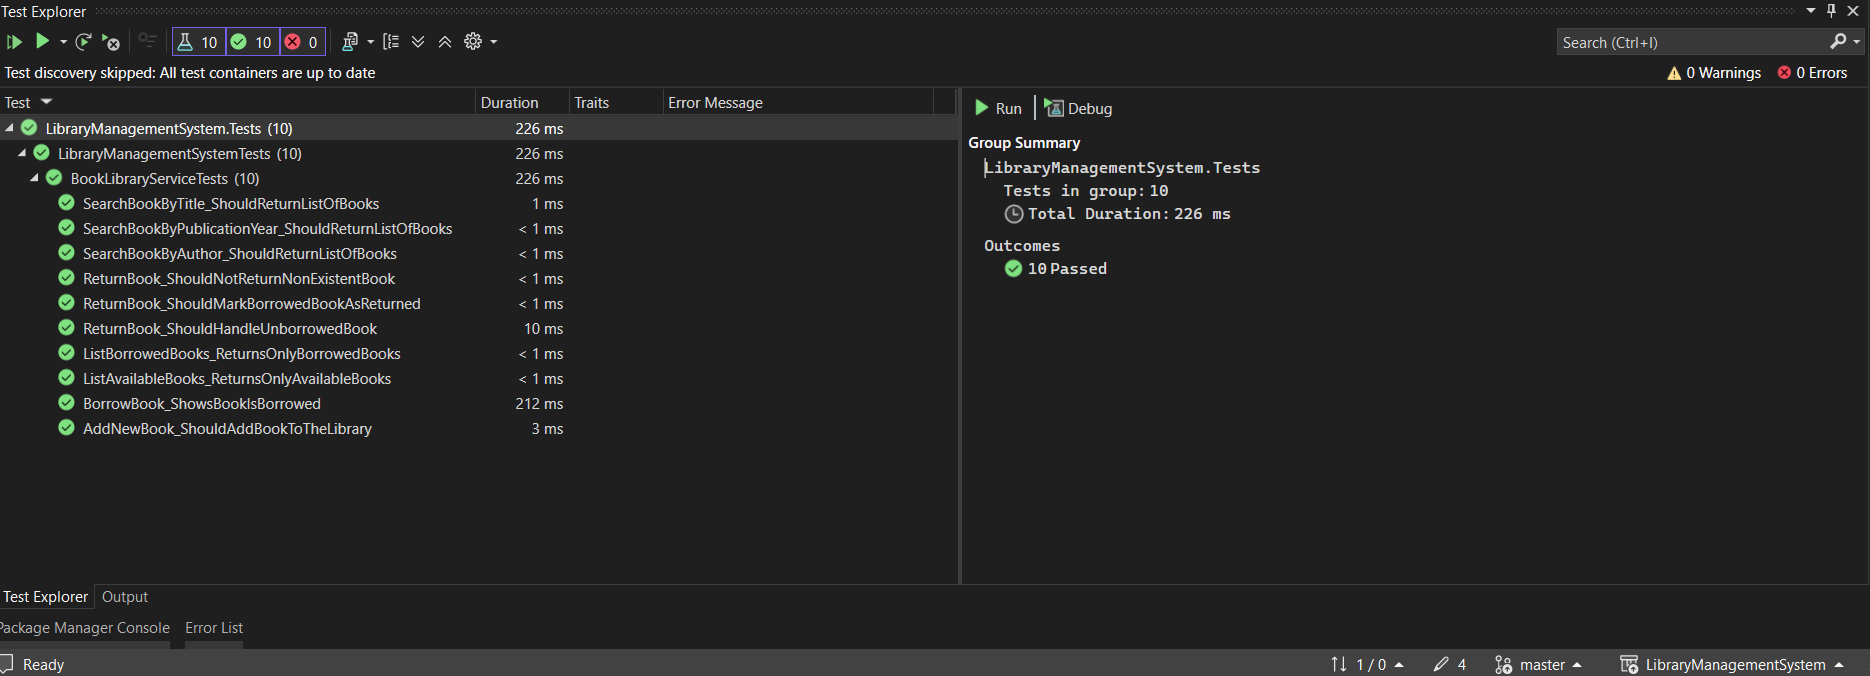 Test Explorer
10 10 0
Search (Ctrl+I)
Test discovery skipped: All test containers are up to date
0 Warnings 0 Errors
Test Duration Traits Error Message
LibraryManagementSystem.Tests (10) 226 ms
LibraryManagementSystemTests (10) 226 ms
BookLibraryServiceTests (10) 226 ms
SearchBookByTitle_ShouldReturnListOfBooks 1 ms
SearchBookByPublicationYear_ShouldReturnListOfBooks < 1 ms
SearchBookByAuthor_ShouldReturnListOfBooks < 1 ms
ReturnBook_ShouldNotReturnNonExistentBook < 1 ms
ReturnBook_ShouldMarkBorrowedBookAsReturned < 1 ms
ReturnBook_ShouldHandleUnborrowedBook 10 ms
ListBorrowedBooks_ReturnsOnlyBorrowedBooks < 1 ms
ListAvailableBooks_ReturnsOnlyAvailableBooks < 1 ms
BorrowBook_ShowsBookIsBorrowed 212 ms
AddNewBook_ShouldAddBookToTheLibrary 3 ms
Run Debug
Group Summary
LibraryManagementSystem.Tests
Tests in group: 10
Total Duration: 226 ms
Outcomes
10 Passed
Test Explorer Output
Package Manager Console Error List
Ready 1 / 0 4 master LibraryManagementSystem